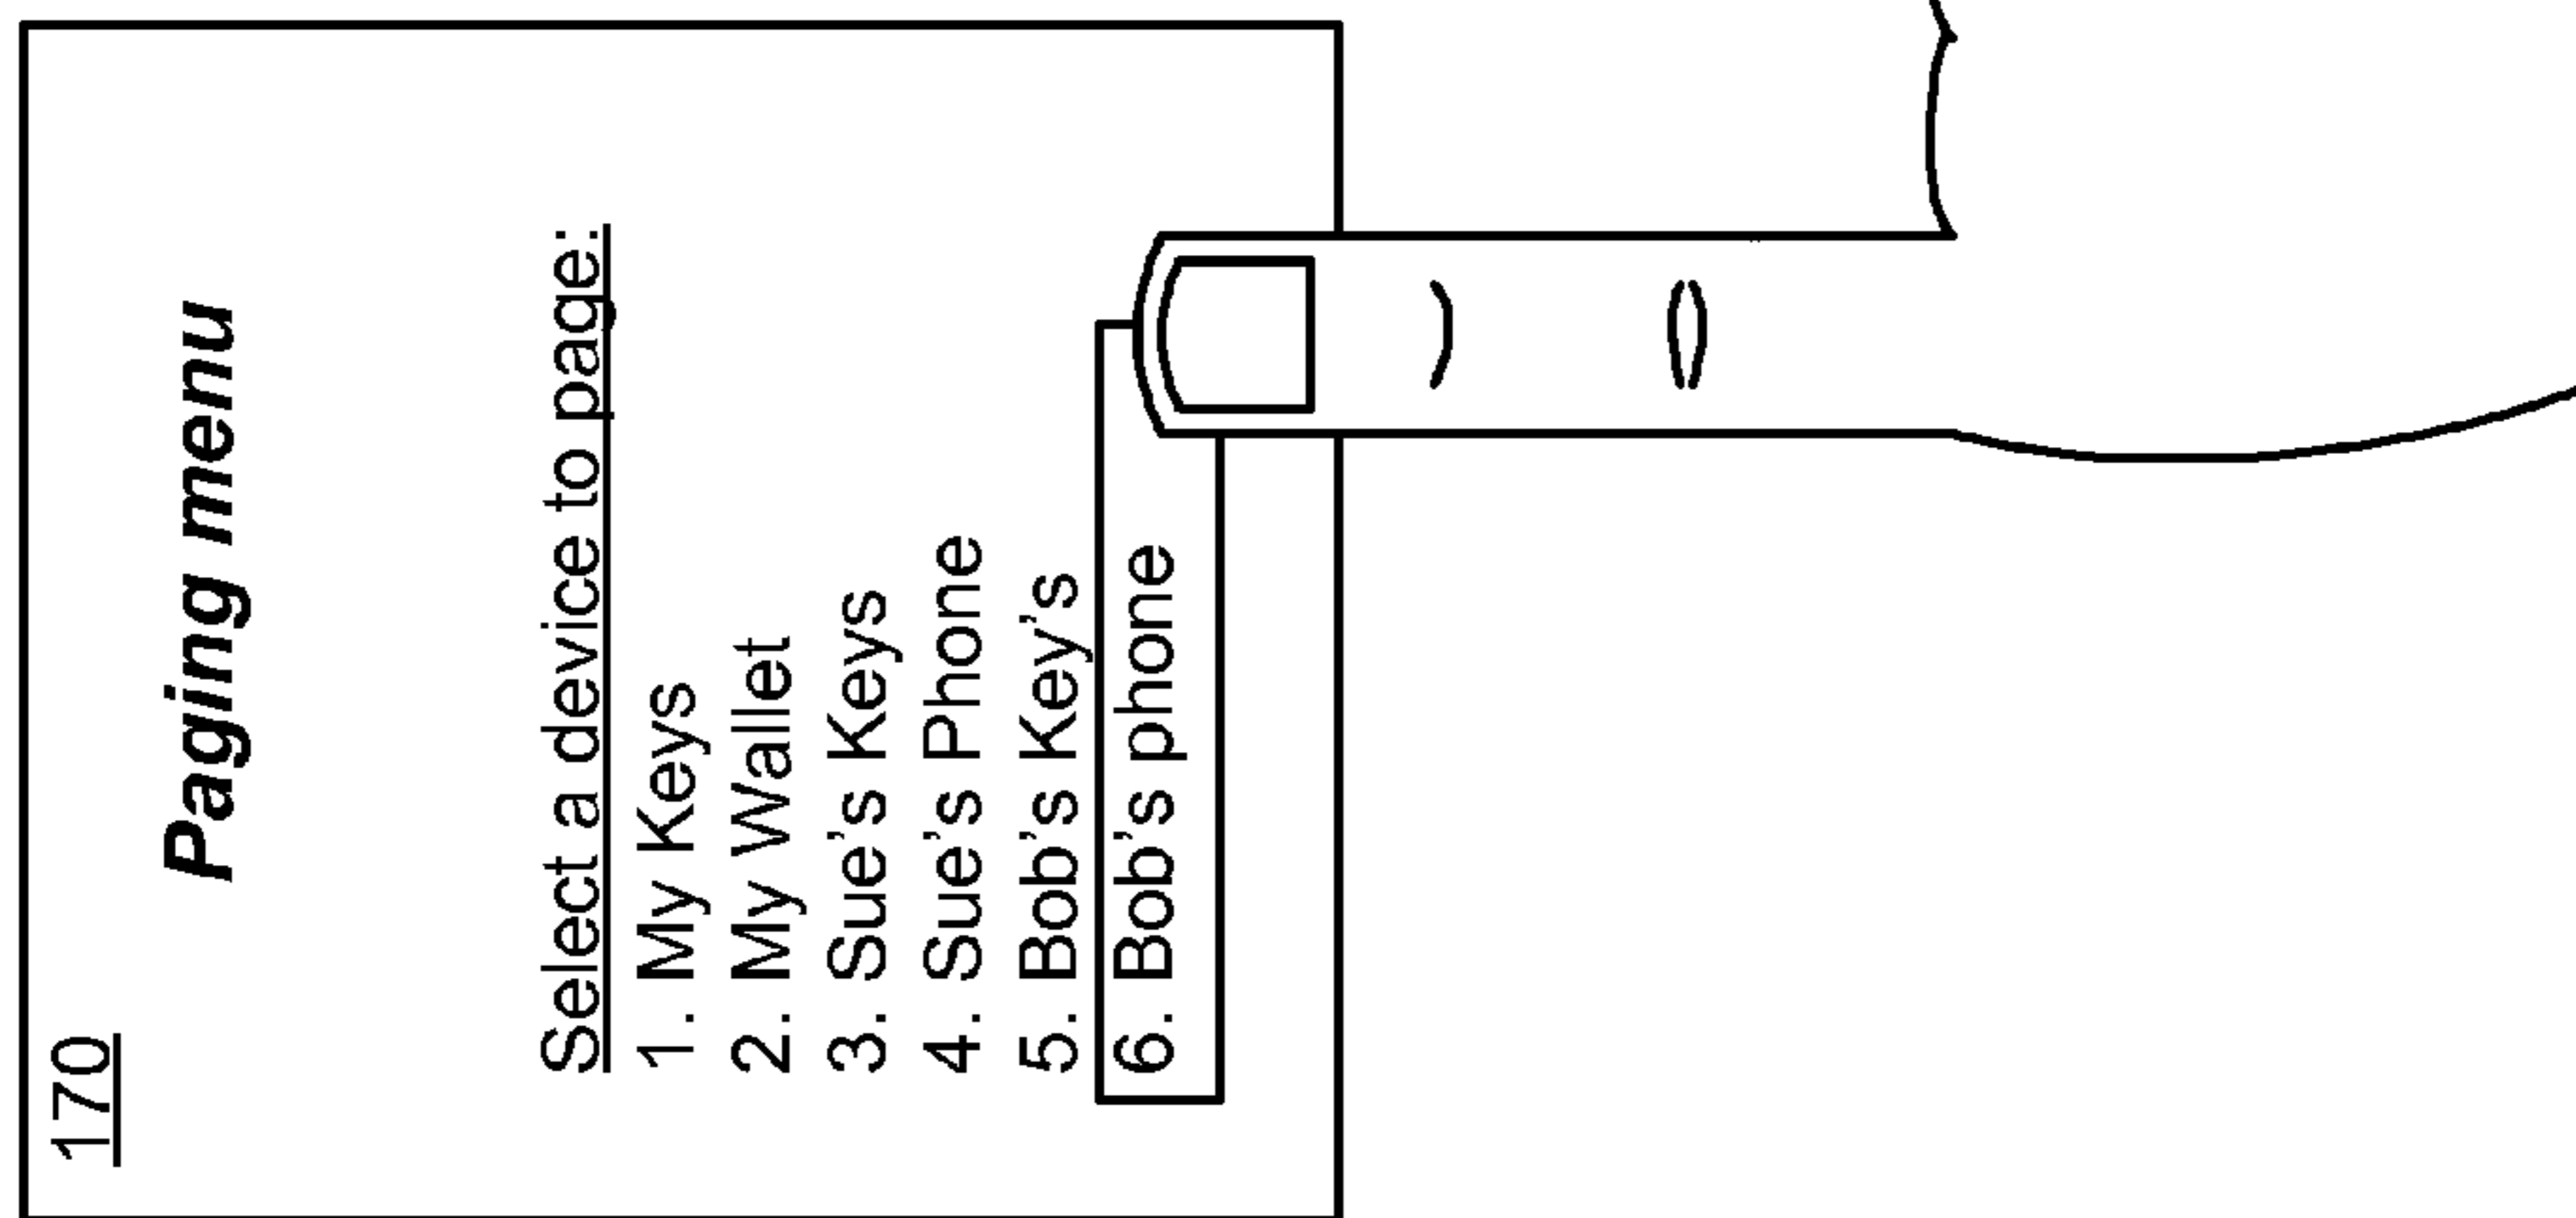 170
Paging menu
Select a device to page:
1. My Keys
2. My Wallet
3. Sue’s Keys
4. Sue’s Phone
5. Bob’s Key’s
6. Bob’s phone